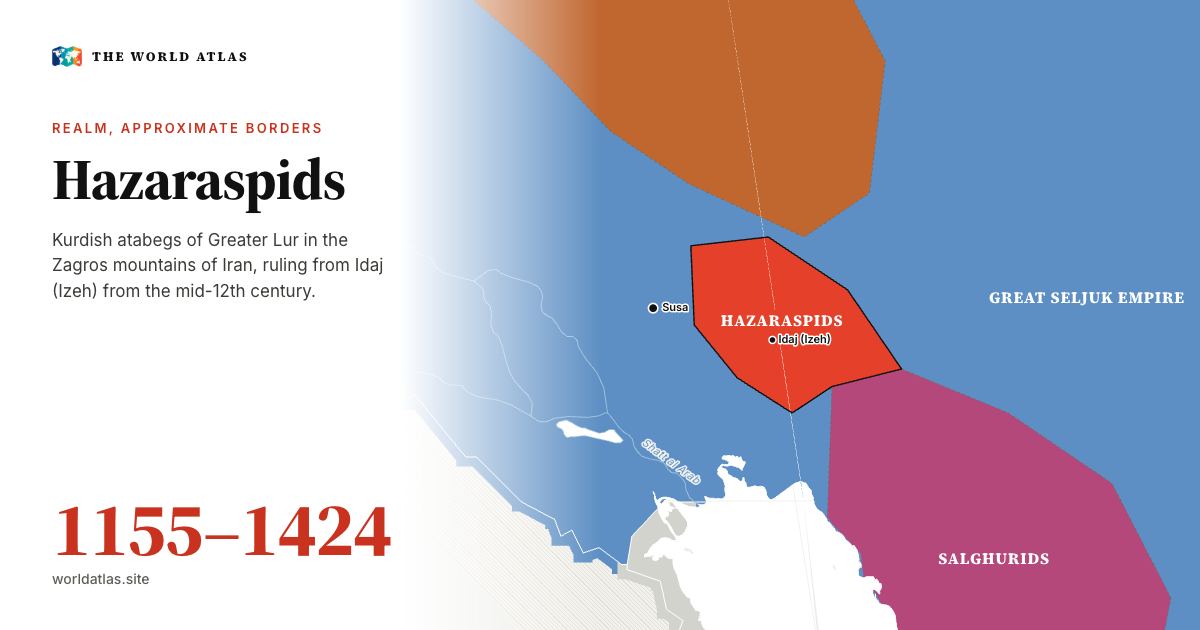 THE WORLD ATLAS
REALM, APPROXIMATE BORDERS
Hazaraspids
Kurdish atabegs of Greater Lur in the
Zagros mountains of Iran, ruling from Idaj
(Izeh) from the mid-12th century.
1155–1424
worldatlas.site
GREAT SELJUK EMPIRE
Susa
HAZARASPIDS
Idaj (Izeh)
Shatt al Arab
SALGHURIDS